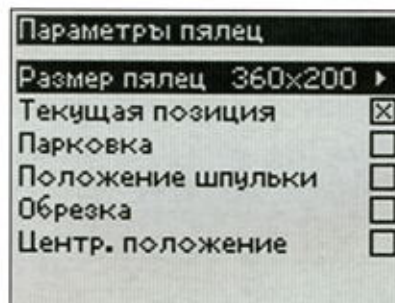 Параметры пялец
Размер пялец 360x200
Текущая позиция
Парковка
Положение шпульки
Обрезка
Центр. положение